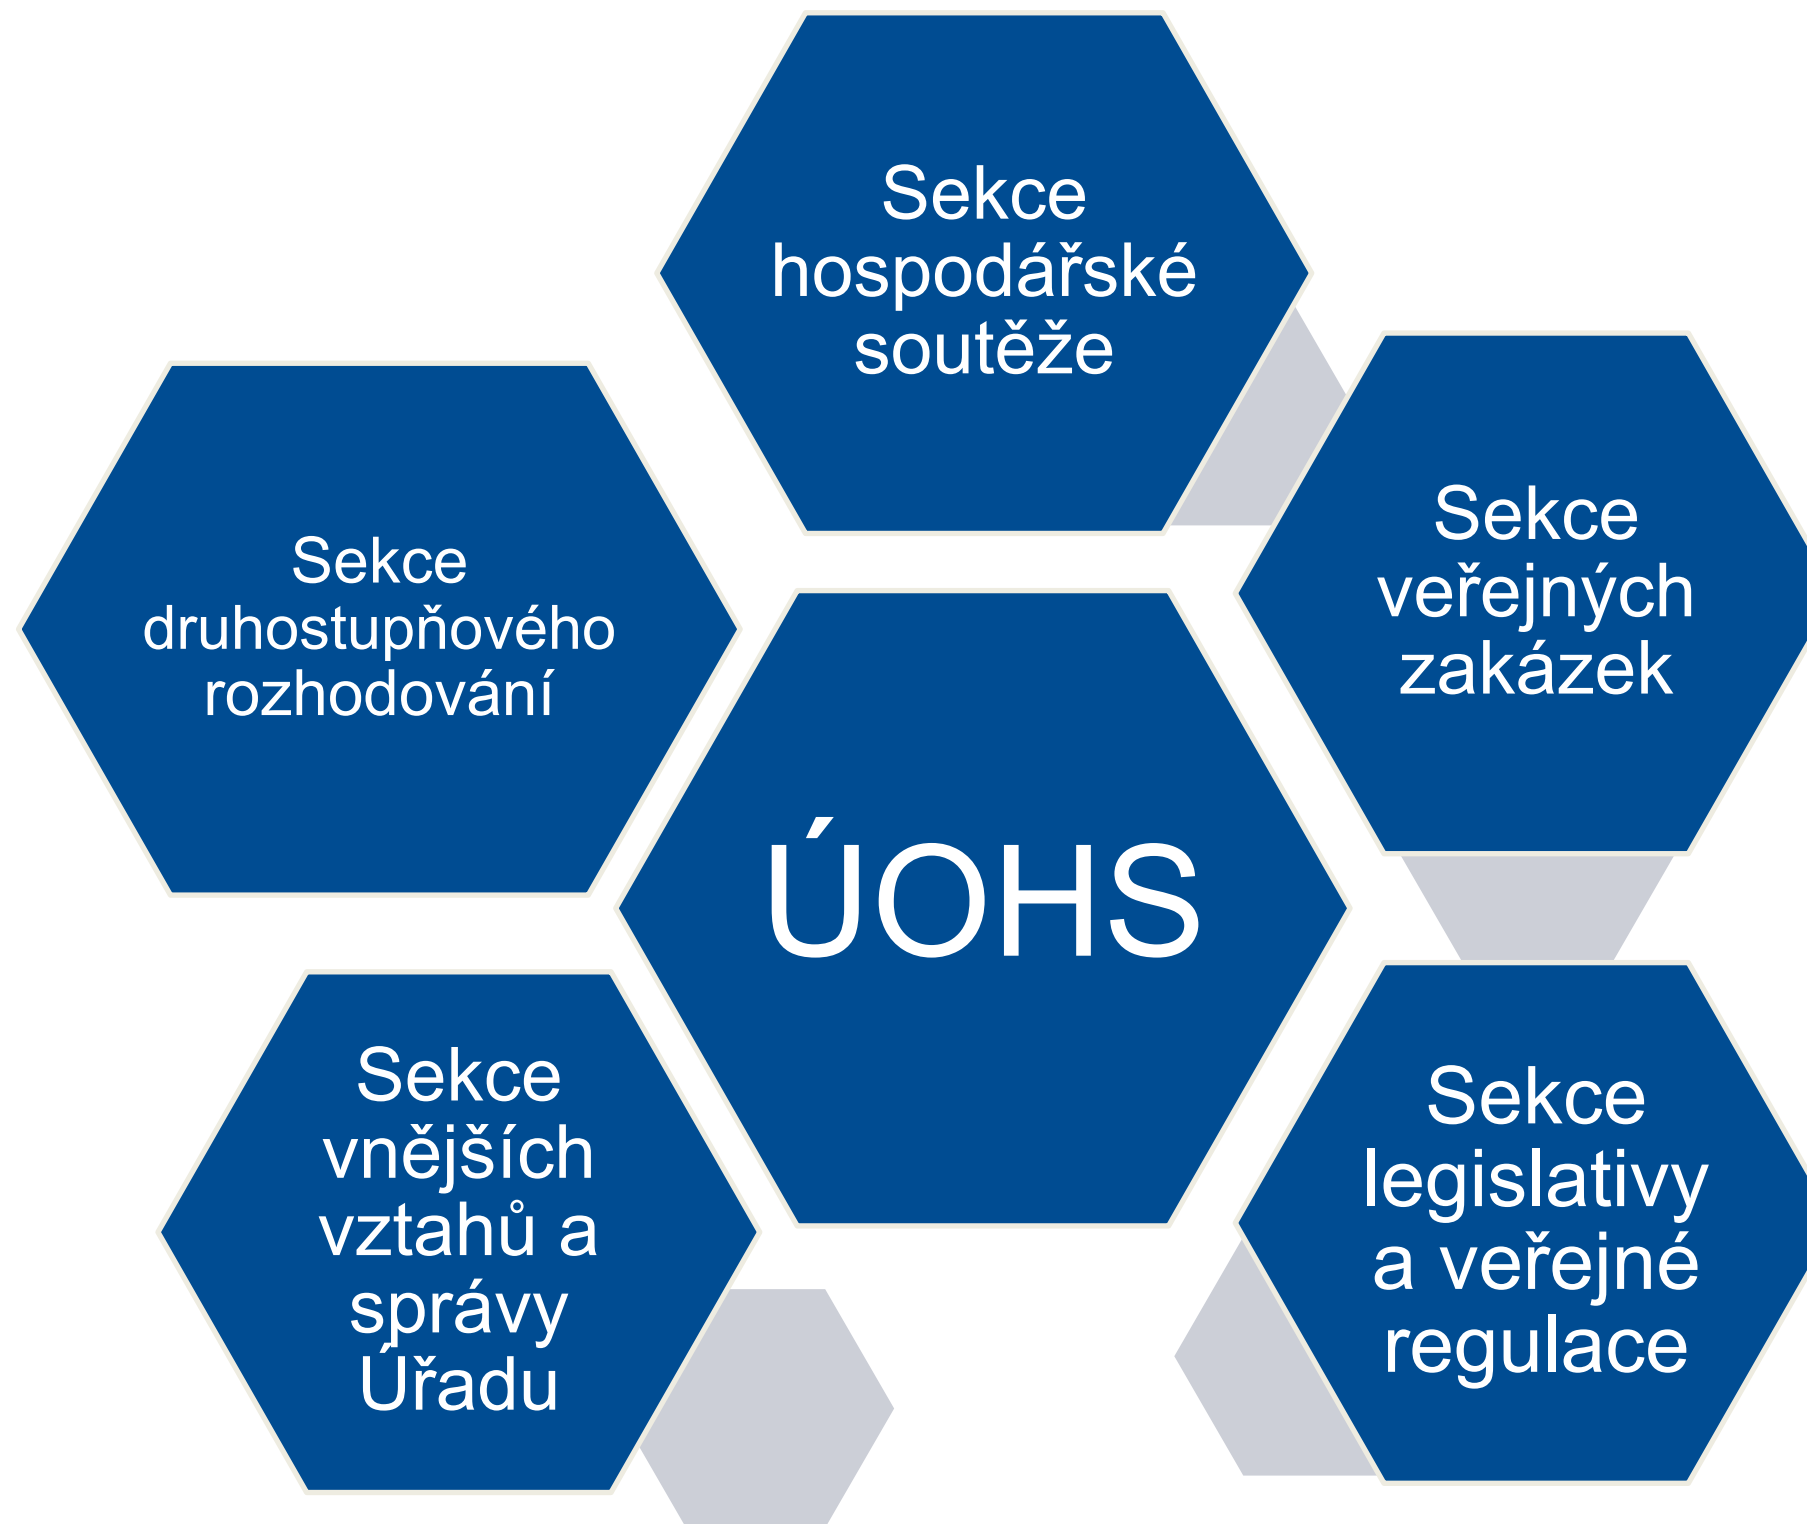 Sekce
hospodářské
soutěže
Sekce
veřejných
zakázek
Sekce
druhostupňového
rozhodování
ÚOHS
Sekce
vnějších
vztahů a
správy
Úřadu
Sekce
legislativy
a veřejné
regulace